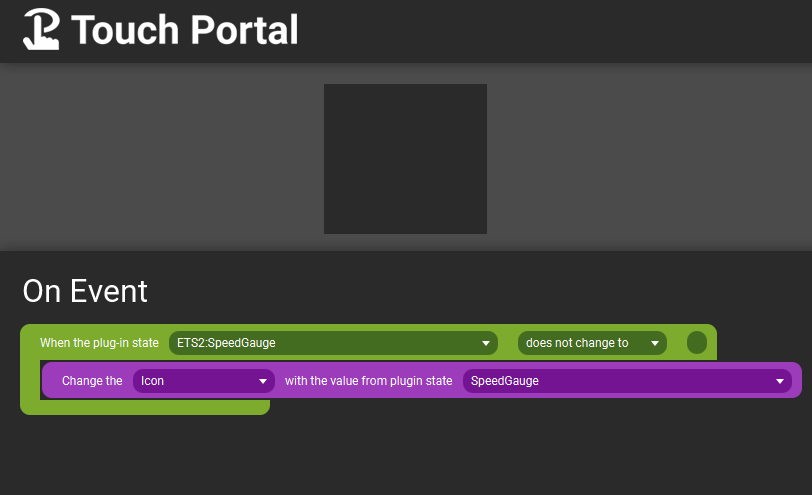 Touch Portal
On Event
When the plug-in state ETS2:SpeedGauge does not change to
Change the Icon with the value from plugin state SpeedGauge